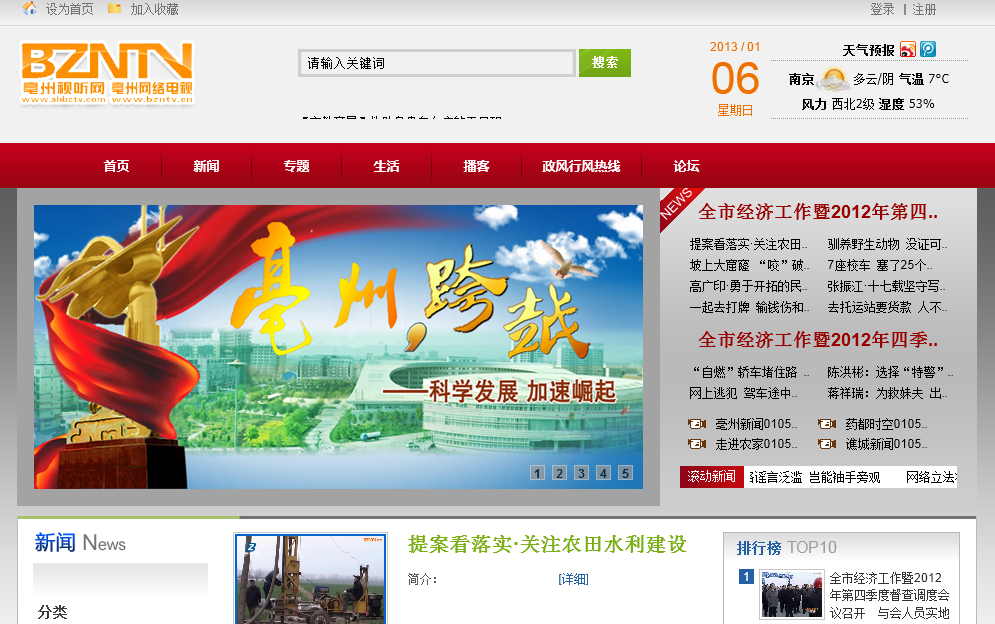 设为首页 加入收藏 登录 | 注册
BZNTV
亳州视听网 亳州网络电视
www.ahbztv.com www.bzntv.cn
请输入关键词 搜索
2013 / 01
06
星期日
天气预报
南京 多云/阴 气温 7°C
风力 西北2级 湿度 53%
首页 新闻 专题 生活 播客 政风行风热线 论坛
亳州，跨越
——科学发展 加速崛起
1 2 3 4 5
NEWS
全市经济工作暨2012年第四..
提案看落实·关注农田.. 驯养野生动物 没证可..
坡上大窟窿 “咬”破.. 7座校车 塞了25个..
高广印·勇于开拓的民.. 张振江·十七载坚守写..
一起去打牌 输钱伤和.. 去托运站要货款 人不..
全市经济工作暨2012年四季..
“自燃”轿车堵住路 .. 陈洪彬：选择“特警”..
网上逃犯 驾车途中.. 蒋祥瑞：为救妹夫 出..
亳州新闻0105.. 药都时空0105..
走进农家0105.. 谯城新闻0105..
滚动新闻 谣言泛滥 岂能袖手旁观 网络立法
新闻 News
分类
提案看落实·关注农田水利建设
简介: [详细]
排行榜 TOP10
1 全市经济工作暨2012
年第四季度督查调度会
议召开 与会人员实地